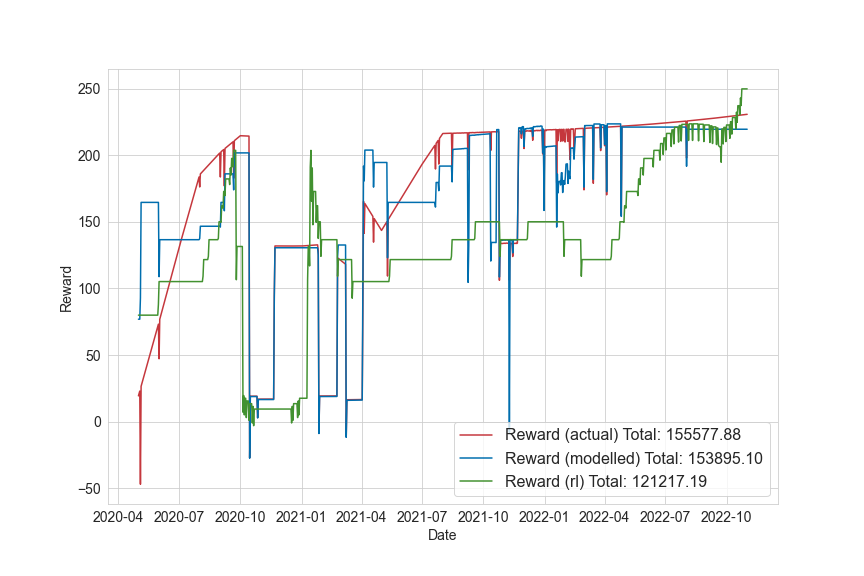 250
200
150
100
50
0
−50
Reward
2020-04 2020-07 2020-10 2021-01 2021-04 2021-07 2021-10 2022-01 2022-04 2022-07 2022-10
Date
Reward (actual) Total: 155577.88
Reward (modelled) Total: 153895.10
Reward (rl) Total: 121217.19